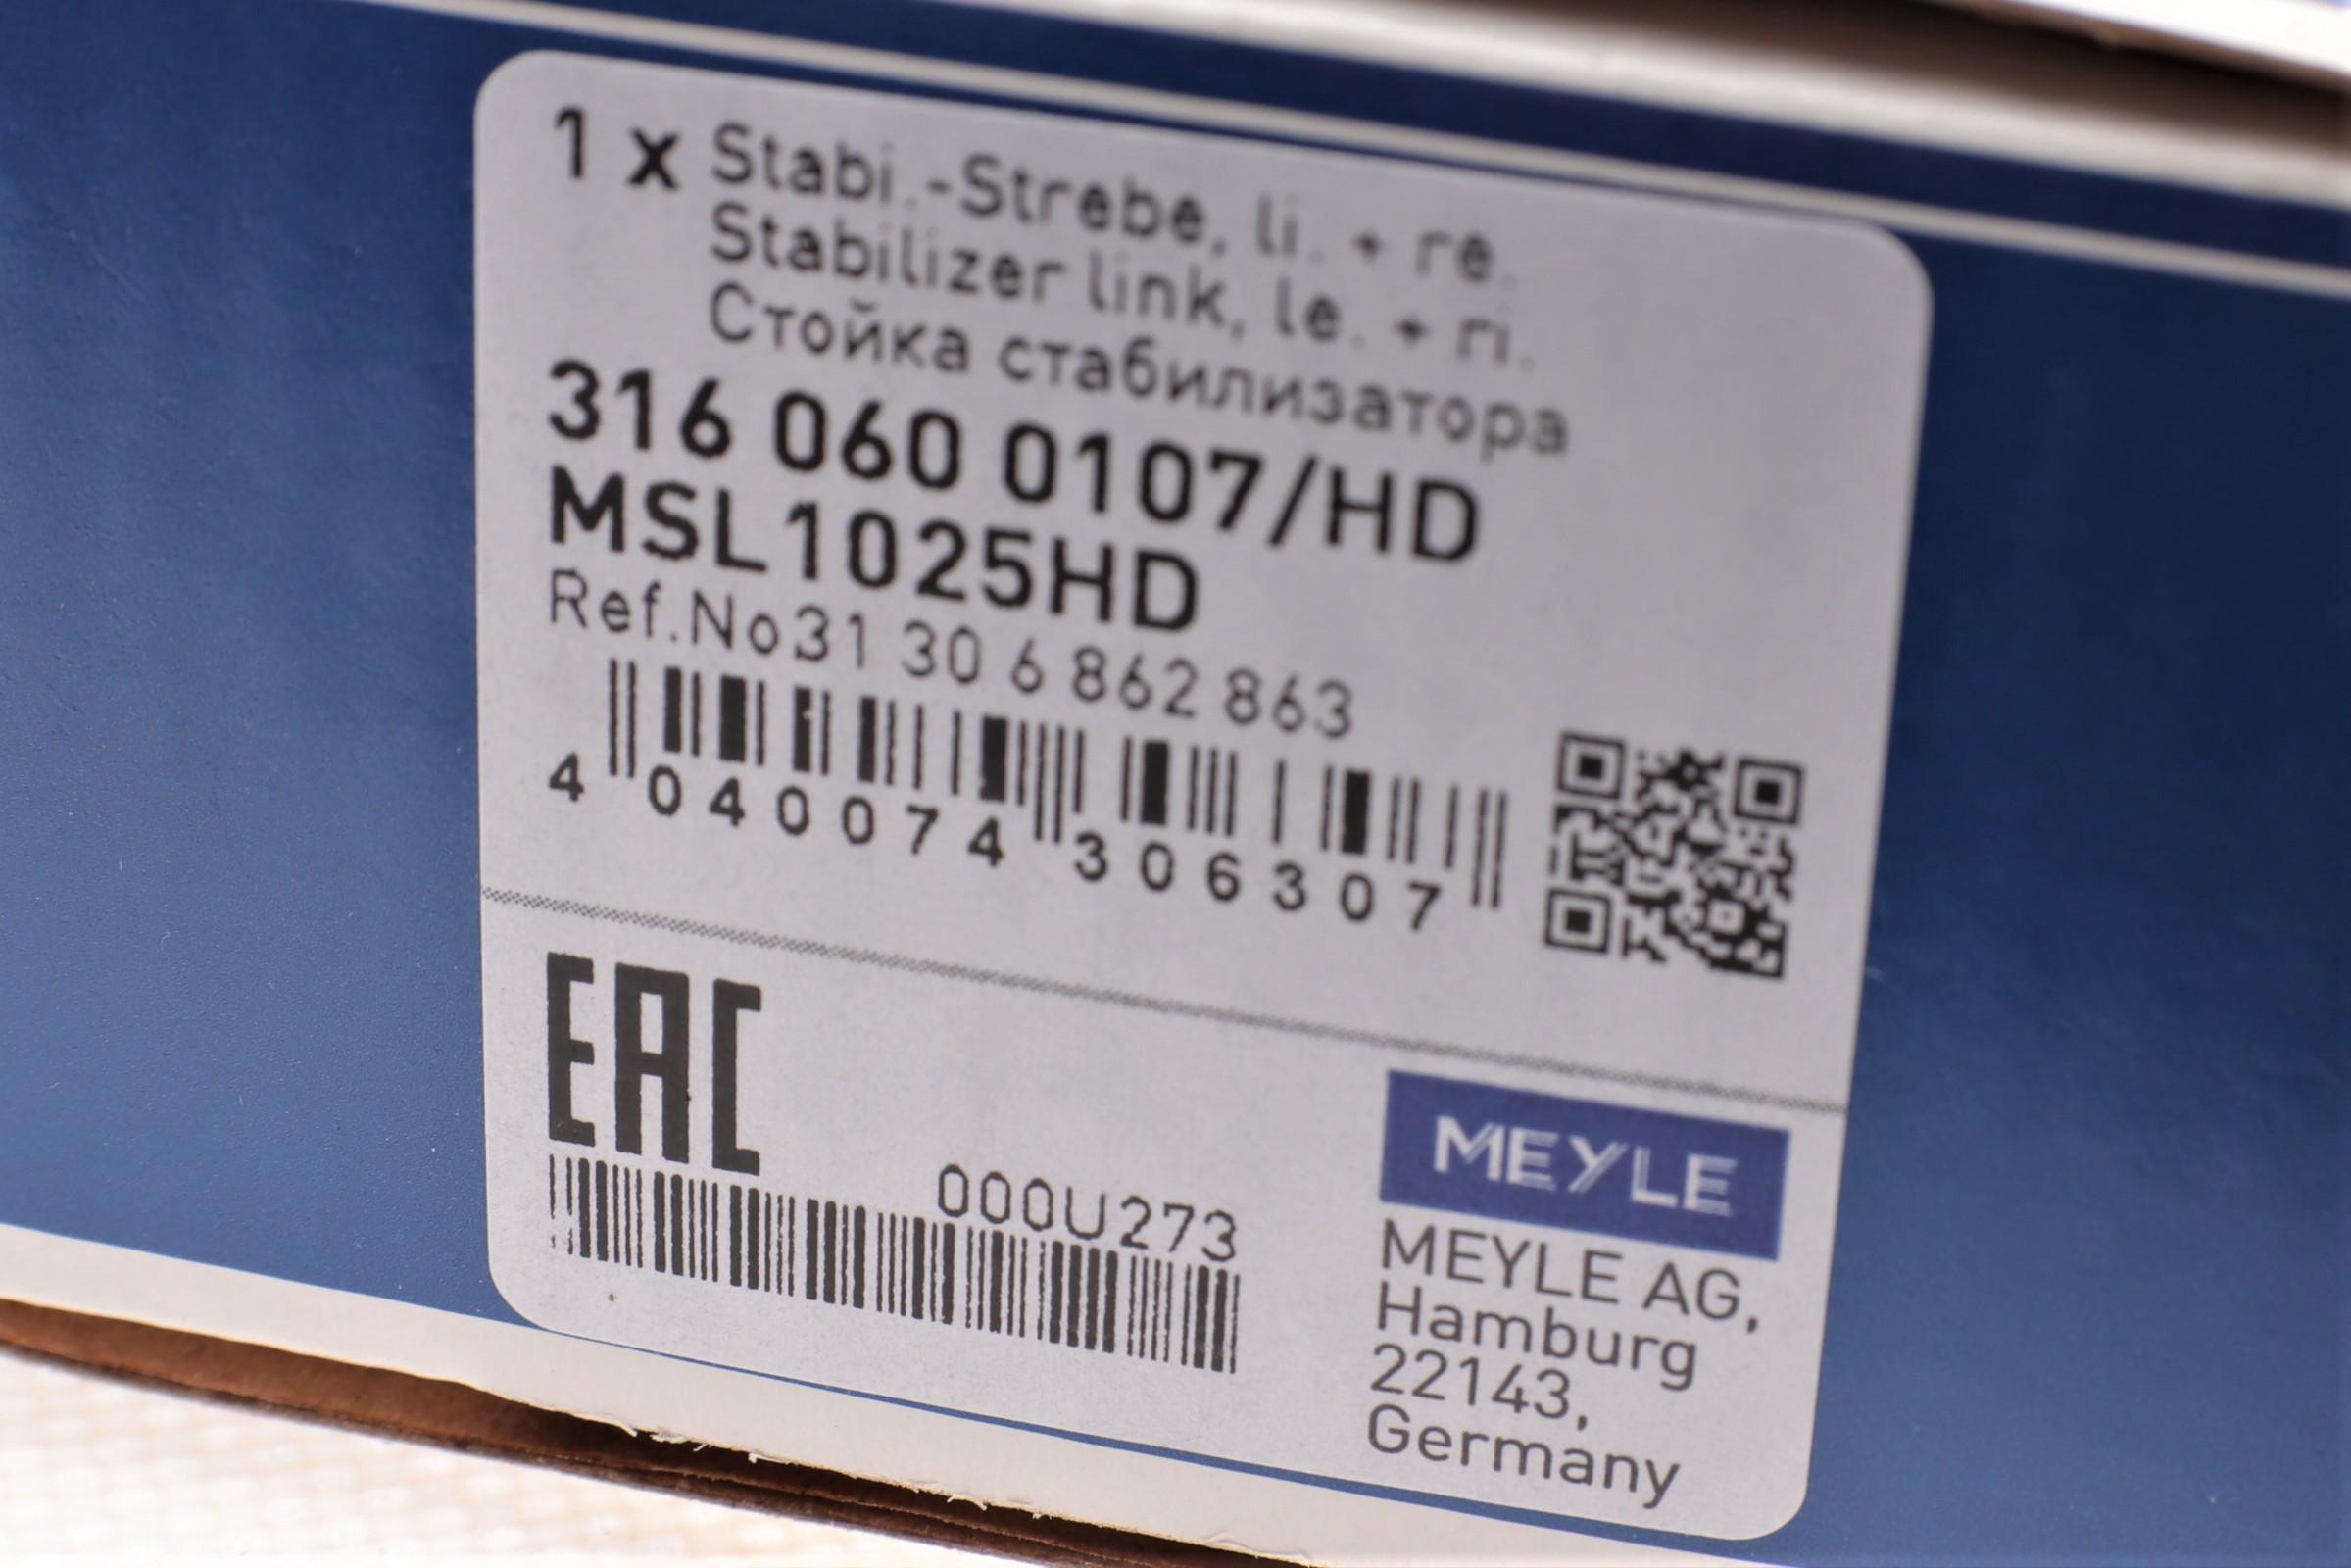 1 x Stabi.-Strebe, li. + re.
Stabilizer link, le. + ri.
Стойка стабилизатора
316 060 0107/HD
MSL1025HD
Ref.No31 30 6 862 863
4 040074 306307
EAC
000U273
MEYLE
MEYLE AG,
Hamburg
22143,
Germany